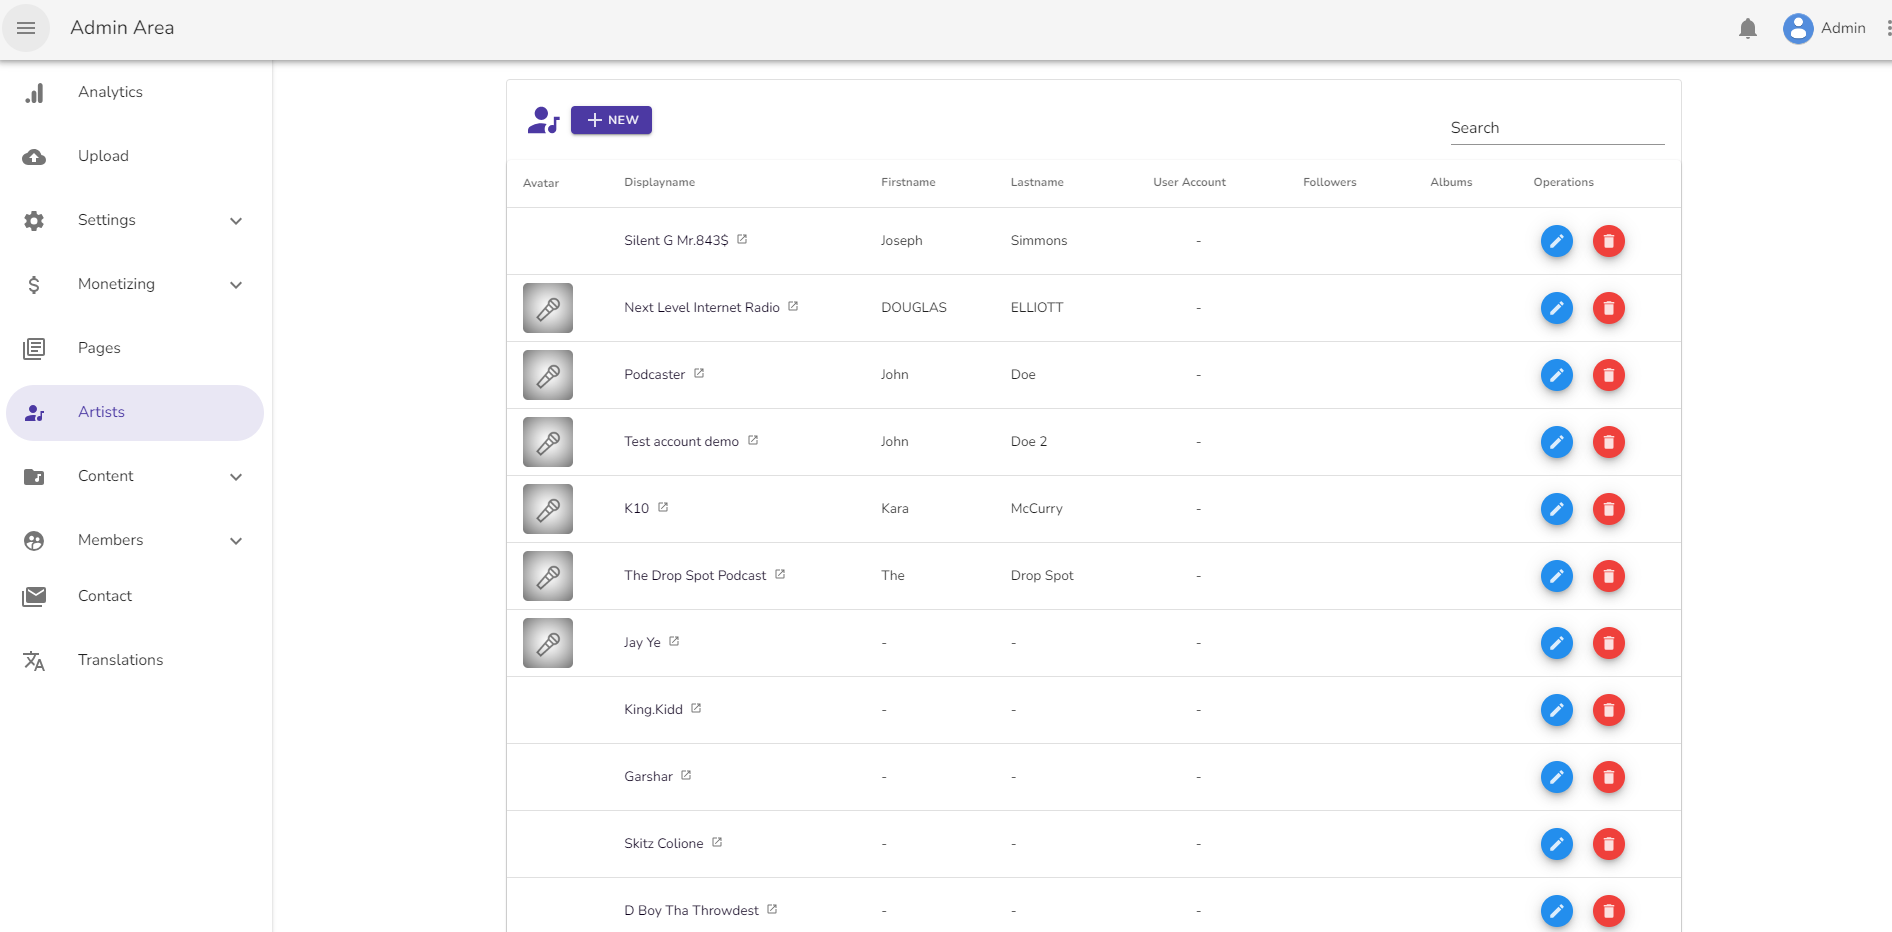 Admin Area
Admin
Analytics
Upload
Settings
Monetizing
Pages
Artists
Content
Members
Contact
Translations
NEW
Search
Avatar Displayname Firstname Lastname User Account Followers Albums Operations
Silent G Mr.843$ Joseph Simmons -
Next Level Internet Radio DOUGLAS ELLIOTT -
Podcaster John Doe -
Test account demo John Doe 2 -
K10 Kara McCurry -
The Drop Spot Podcast The Drop Spot -
Jay Ye - - -
King.Kidd - - -
Garshar - - -
Skitz Colione - - -
D Boy Tha Throwdest - - -